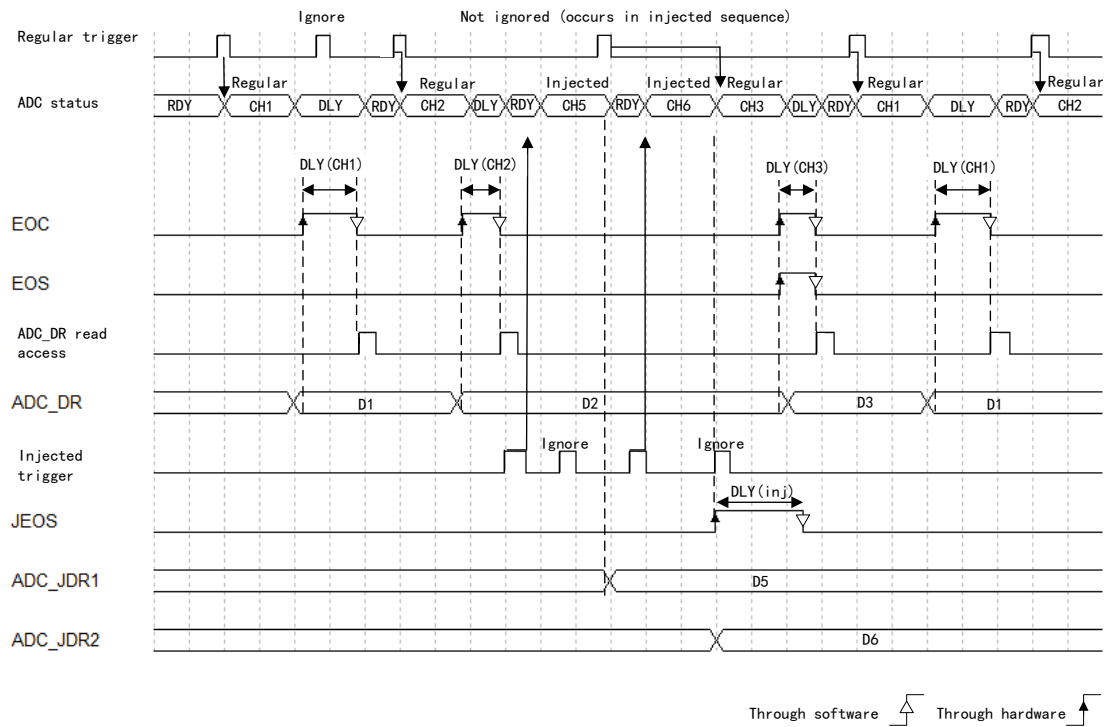 Ignore
Not ignored (occurs in injected sequence)
Regular trigger
Regular Regular Injected Injected Regular Regular Regular
ADC status
RDY CH1 DLY RDY CH2 DLY RDY CH5 RDY CH6 CH3 DLY RDY CH1 DLY RDY CH2
DLY(CH1) DLY(CH2) DLY(CH3) DLY(CH1)
EOC
EOS
ADC_DR read
access
ADC_DR
D1 D2 D3 D1
Ignore Ignore
Injected
trigger
DLY(inj)
JEOS
ADC_JDR1
D5
ADC_JDR2
D6
Through software Through hardware